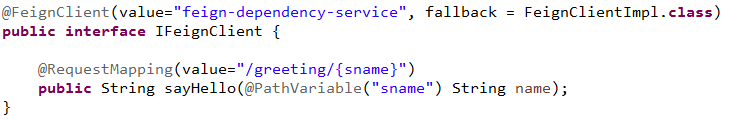 @FeignClient(value="feign-dependency-service", fallback = FeignClientImpl.class)
public interface IFeignClient {
@RequestMapping(value="/greeting/{sname}")
public String sayHello(@PathVariable("sname") String name);
}